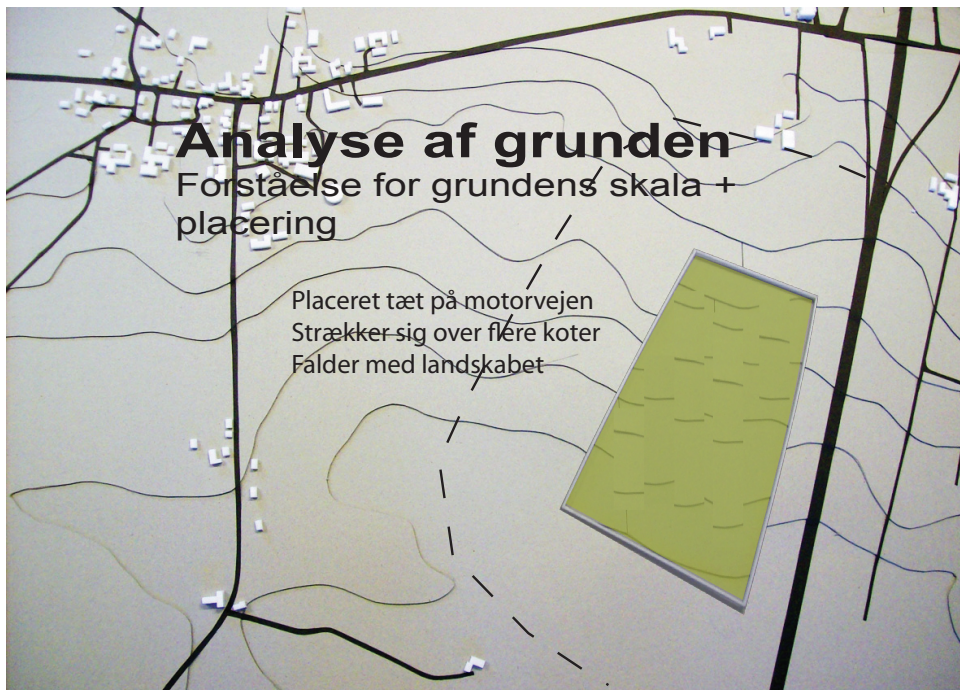 Analyse af grunden
Forståelse for grundens skala +
placering
Placeret tæt på motorvejen
Strækker sig over flere koter
Falder med landskabet